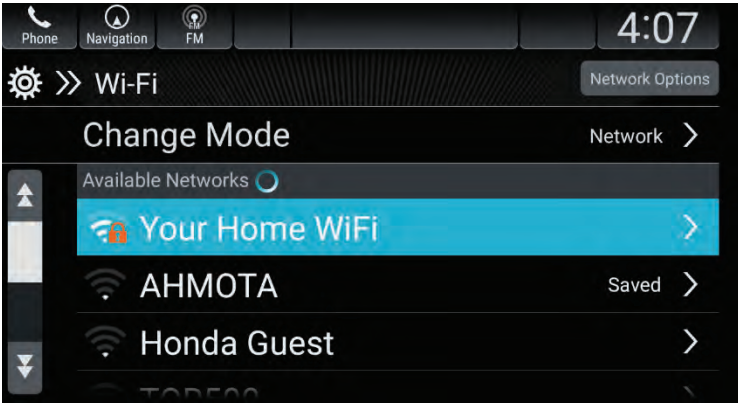 Phone Navigation FM FM 4:07
Wi-Fi Network Options
Change Mode Network
Available Networks
Your Home WiFi
AHMOTA Saved
Honda Guest